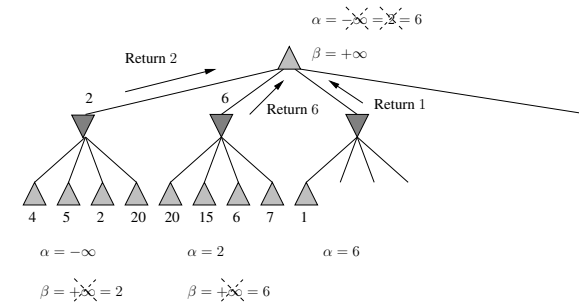 α = −∞ = 2 = 6
β = +∞
Return 2
Return 6
Return 1
2
6
4 5 2 20 20 15 6 7 1
α = −∞
α = 2
α = 6
β = +∞ = 2
β = +∞ = 6